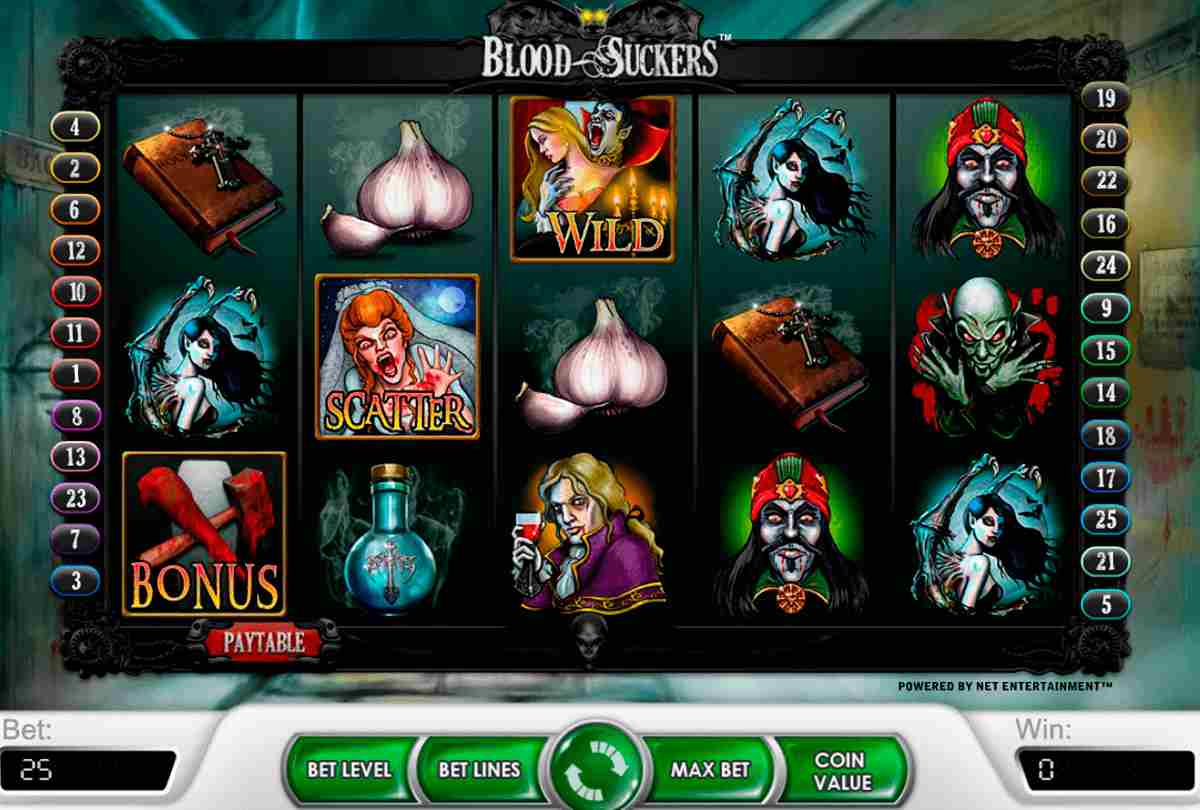 BLOOD SUCKERS™
4
2
6
12
10
11
1
8
13
23
7
3
WILD
SCATTER
BONUS
19
20
22
16
24
9
15
14
18
17
25
21
5
PAYTABLE
POWERED BY NET ENTERTAINMENT™
Bet:
25
BET LEVEL
BET LINES
MAX BET
COIN
VALUE
Win:
0